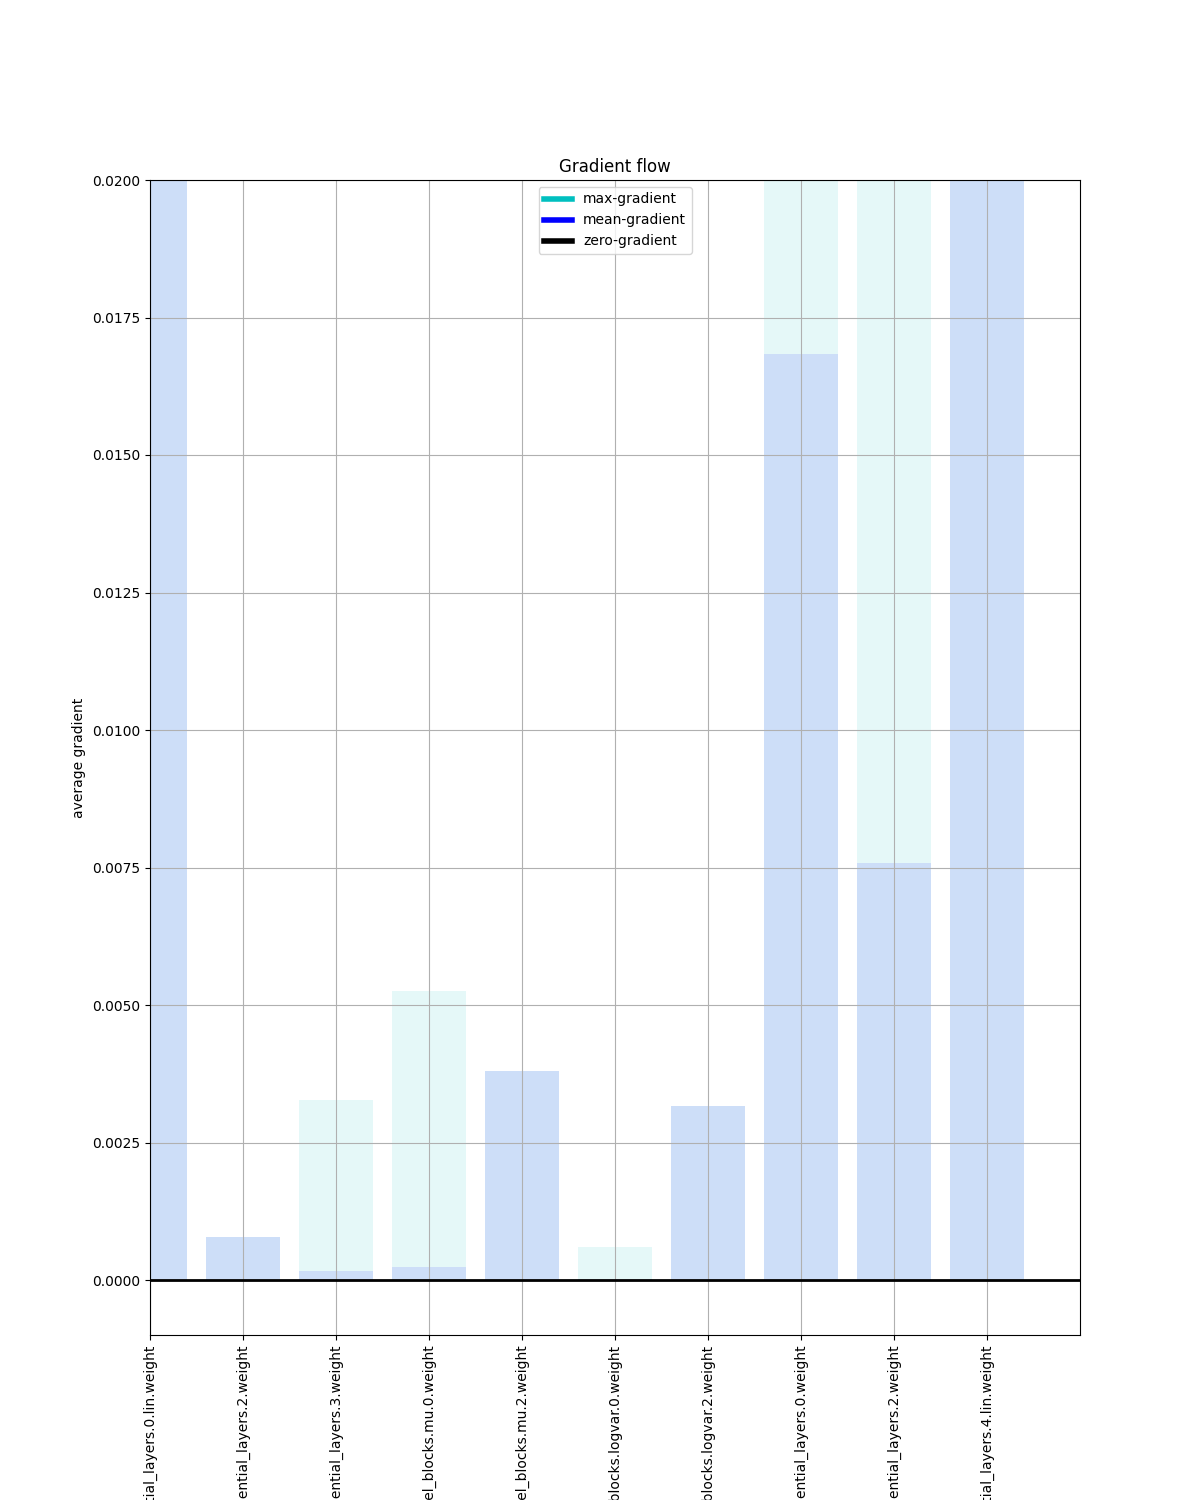 Gradient flow
max-gradient
mean-gradient
zero-gradient
0.0200
0.0175
0.0150
0.0125
0.0100
0.0075
0.0050
0.0025
0.0000
average gradient
tial_layers.0.lin.weight
ential_layers.2.weight
ential_layers.3.weight
el_blocks.mu.0.weight
el_blocks.mu.2.weight
blocks.logvar.0.weight
blocks.logvar.2.weight
ential_layers.0.weight
ential_layers.2.weight
tial_layers.4.lin.weight